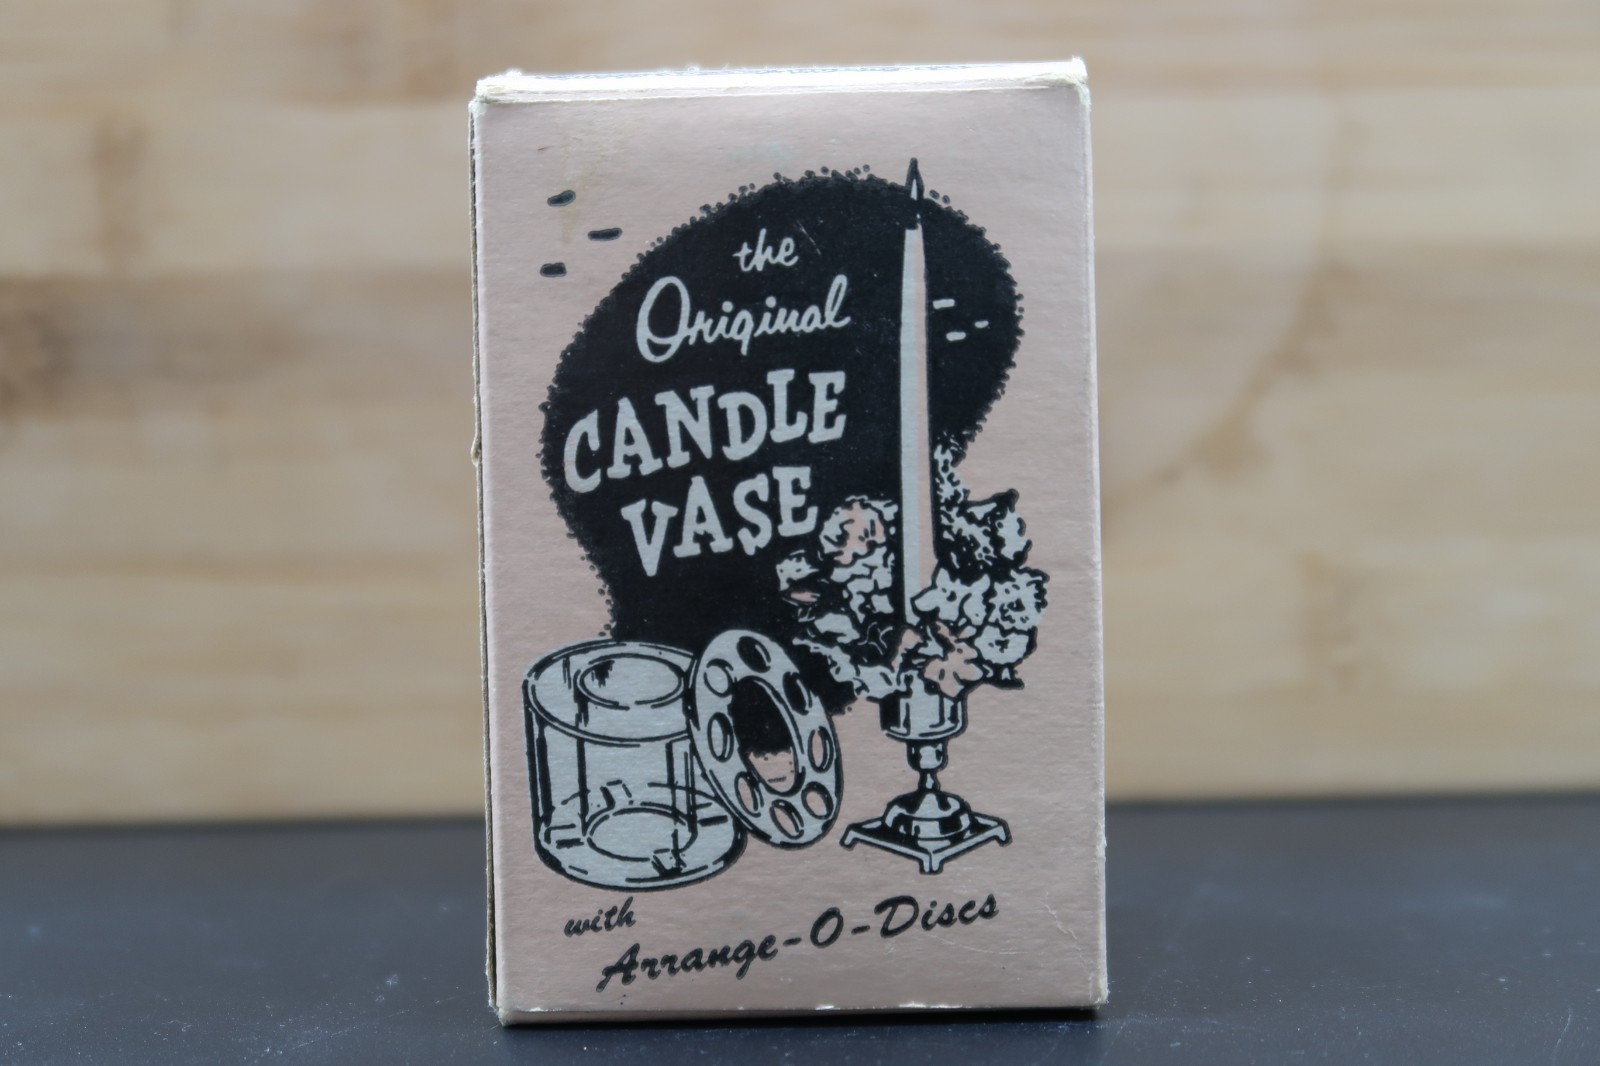 the
Original
CANDLE
VASE
with
Arrange-O-Discs